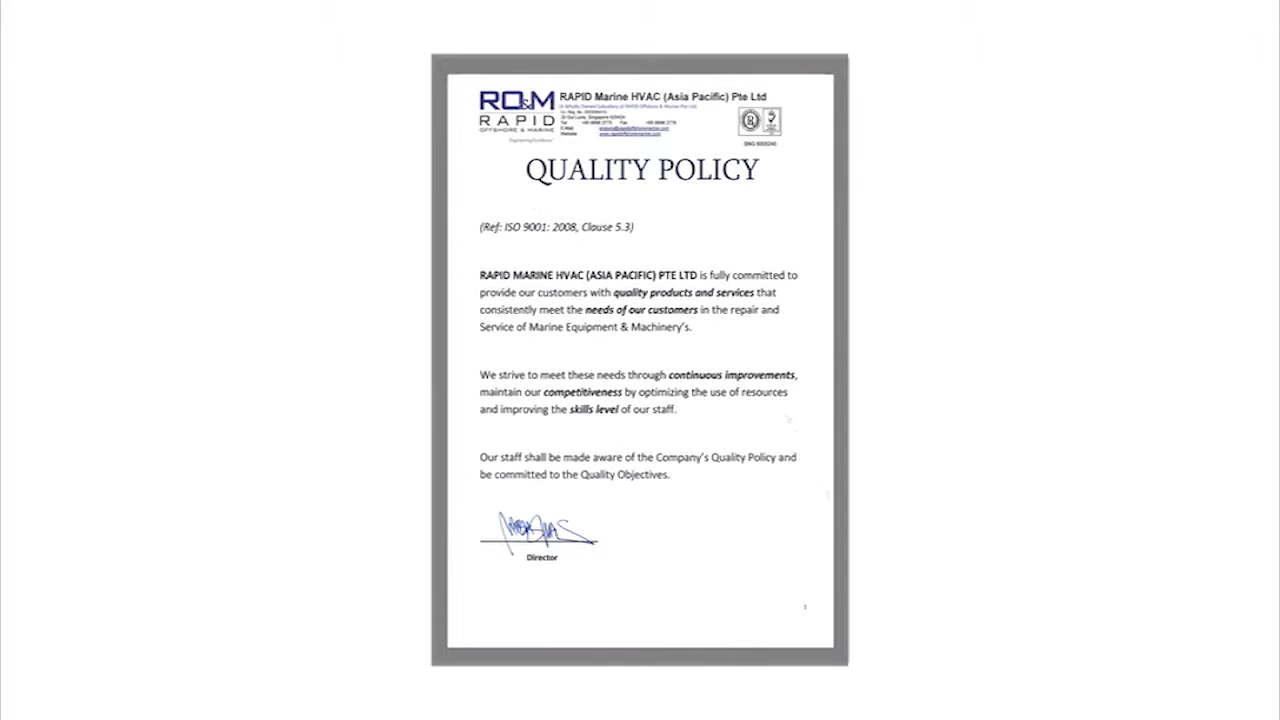 RO&M
RAPID
OFFSHORE & MARINE
RAPID Marine HVAC (Asia Pacific) Pte Ltd
QUALITY POLICY
(Ref: ISO 9001: 2008, Clause 5.3)
RAPID MARINE HVAC (ASIA PACIFIC) PTE LTD is fully committed to
provide our customers with quality products and services that
consistently meet the needs of our customers in the repair and
Service of Marine Equipment & Machinery's.
We strive to meet these needs through continuous improvements,
maintain our competitiveness by optimizing the use of resources
and improving the skills level of our staff.
Our staff shall be made aware of the Company's Quality Policy and
be committed to the Quality Objectives.
Director
1